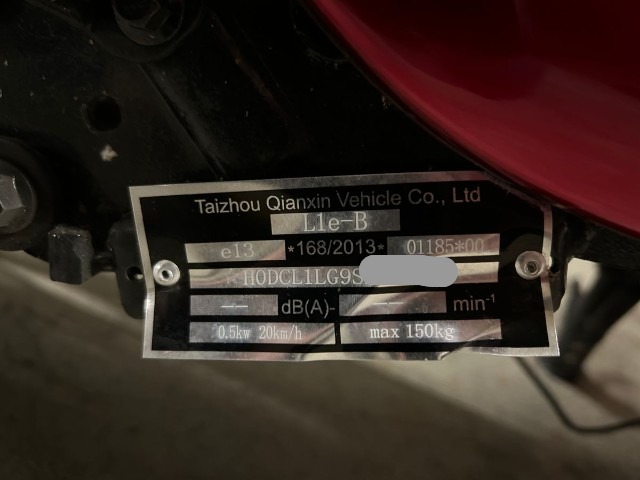 Taizhou Qianxin Vehicle Co., Ltd
L1e-B
e13 *168/2013* 01185*00
H0DCL1LG9S
-- dB(A)- -- min⁻¹
0.5kw 20km/h max 150kg